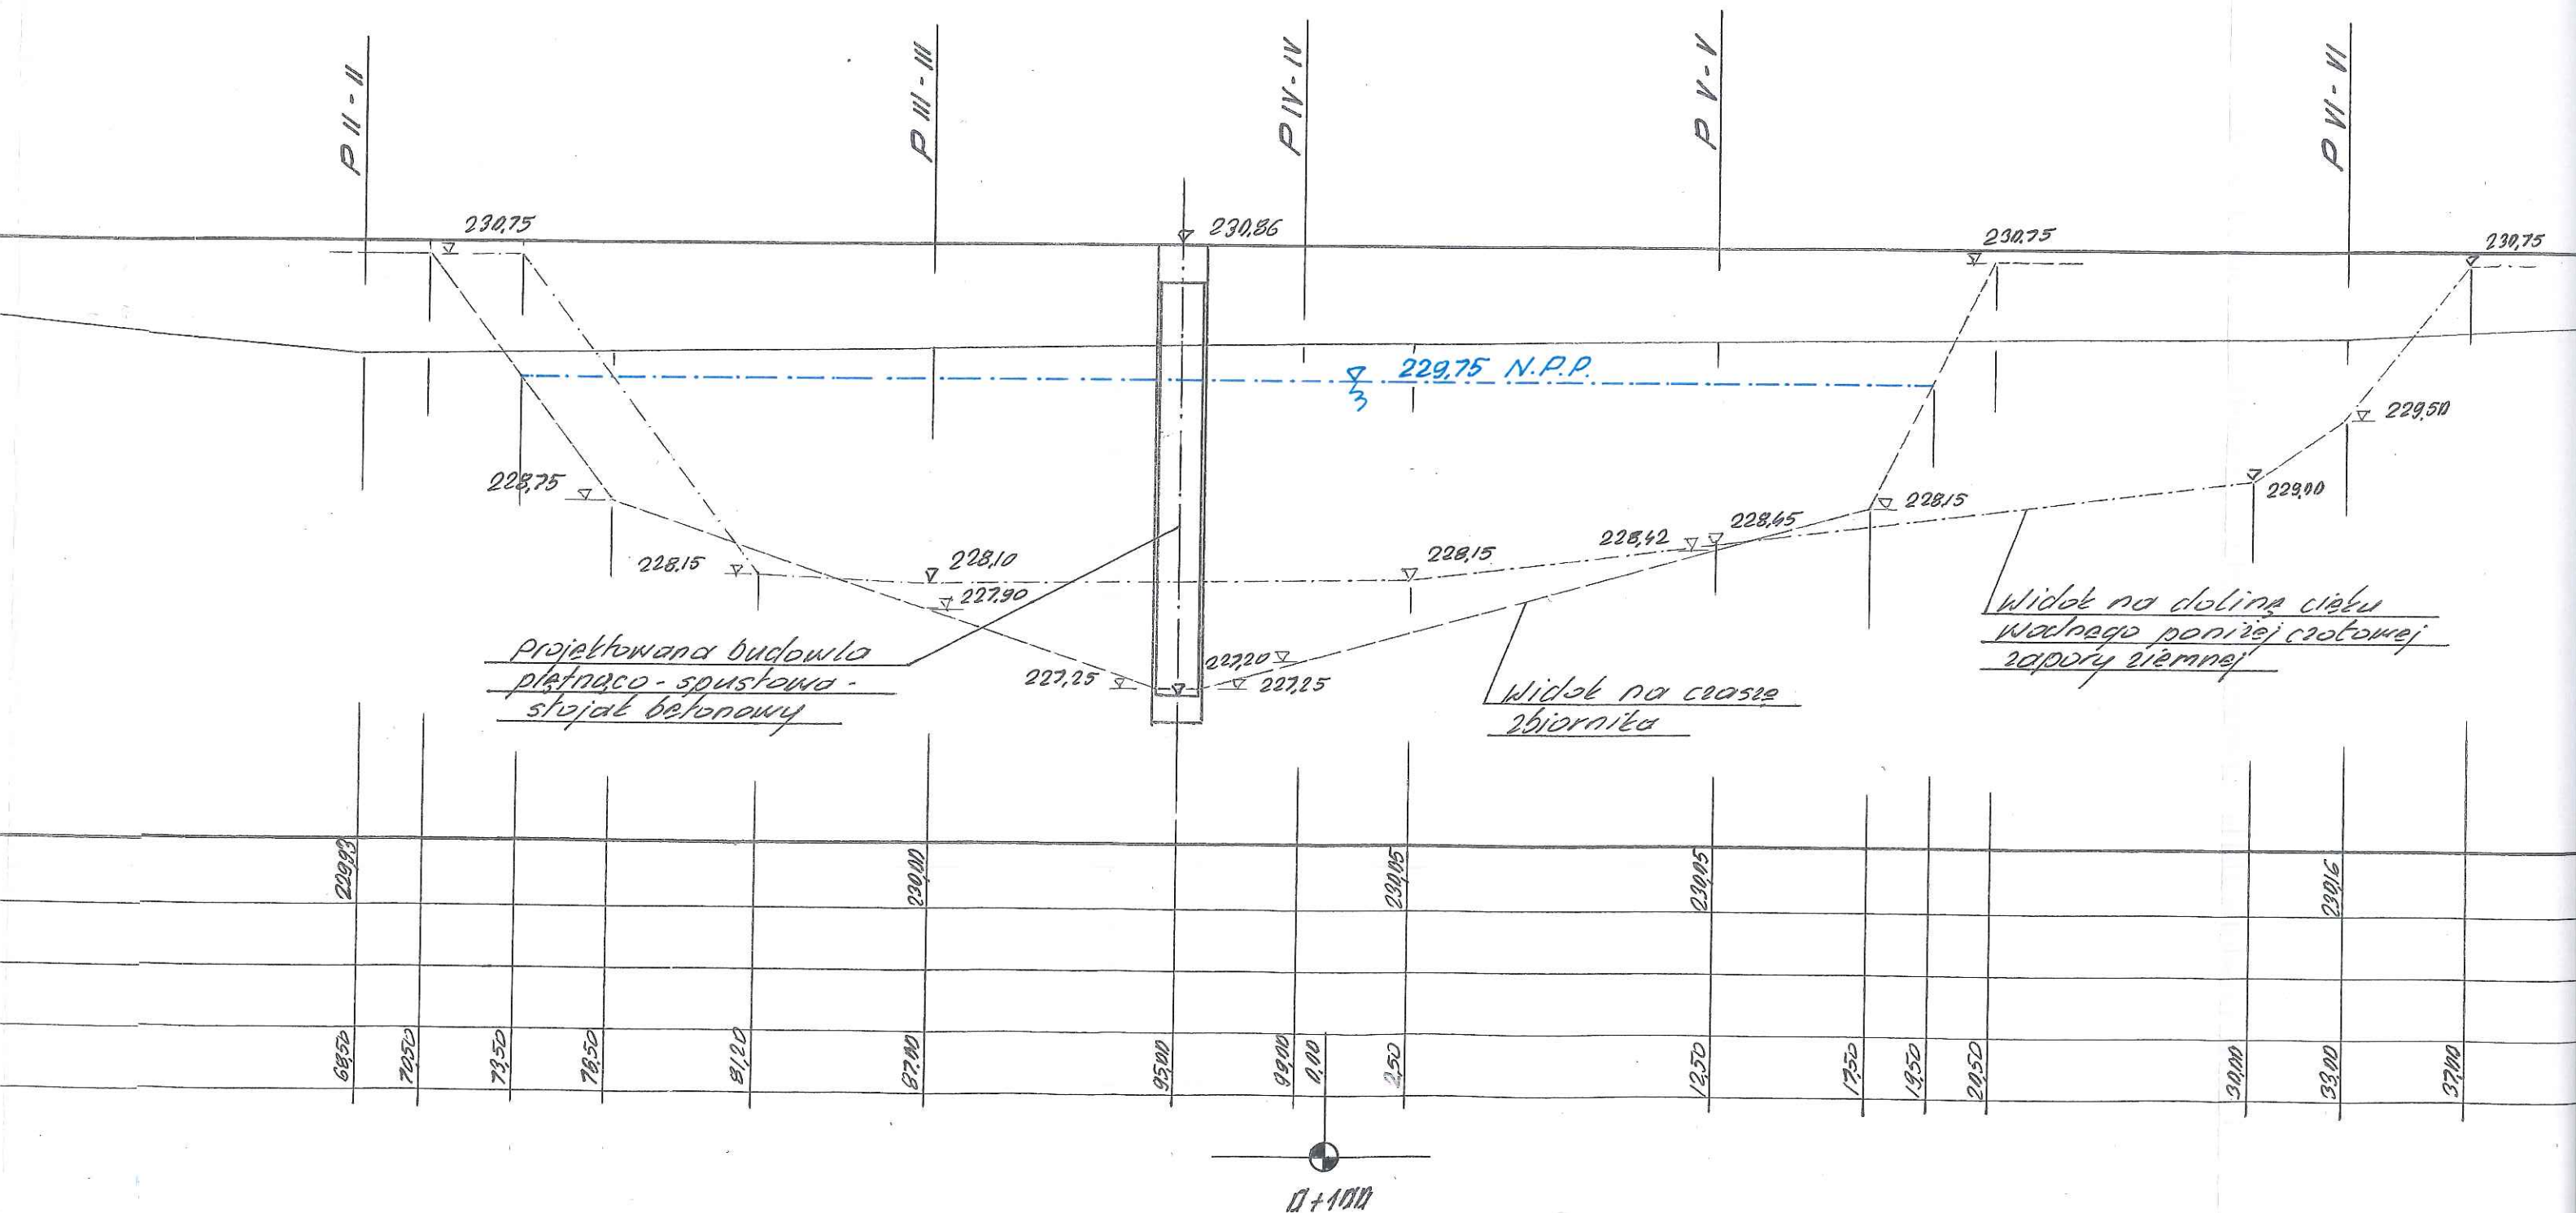 P II - II
P III - III
P IV - IV
P V - V
P VI - VI
230,75
230,86
230,75
230,75
229,75 N.P.P.
229,50
228,75
228,15
229,00
228,42
228,45
228,15
228,10
228,15
227,90
projektowana budowla
piętrząco - spustowa -
stojak betonowy
227,20
227,25
227,25
Widok na czaszę
zbiornika
Widok na dolinę cieku
wodnego poniżej czołowej
zapory ziemnej
229,93
230,00
230,05
230,05
230,16
68,50
70,50
73,50
76,50
81,20
87,00
95,00
99,00
0,00
2,50
12,50
17,50
19,50
20,50
30,00
33,00
37,00
0+100